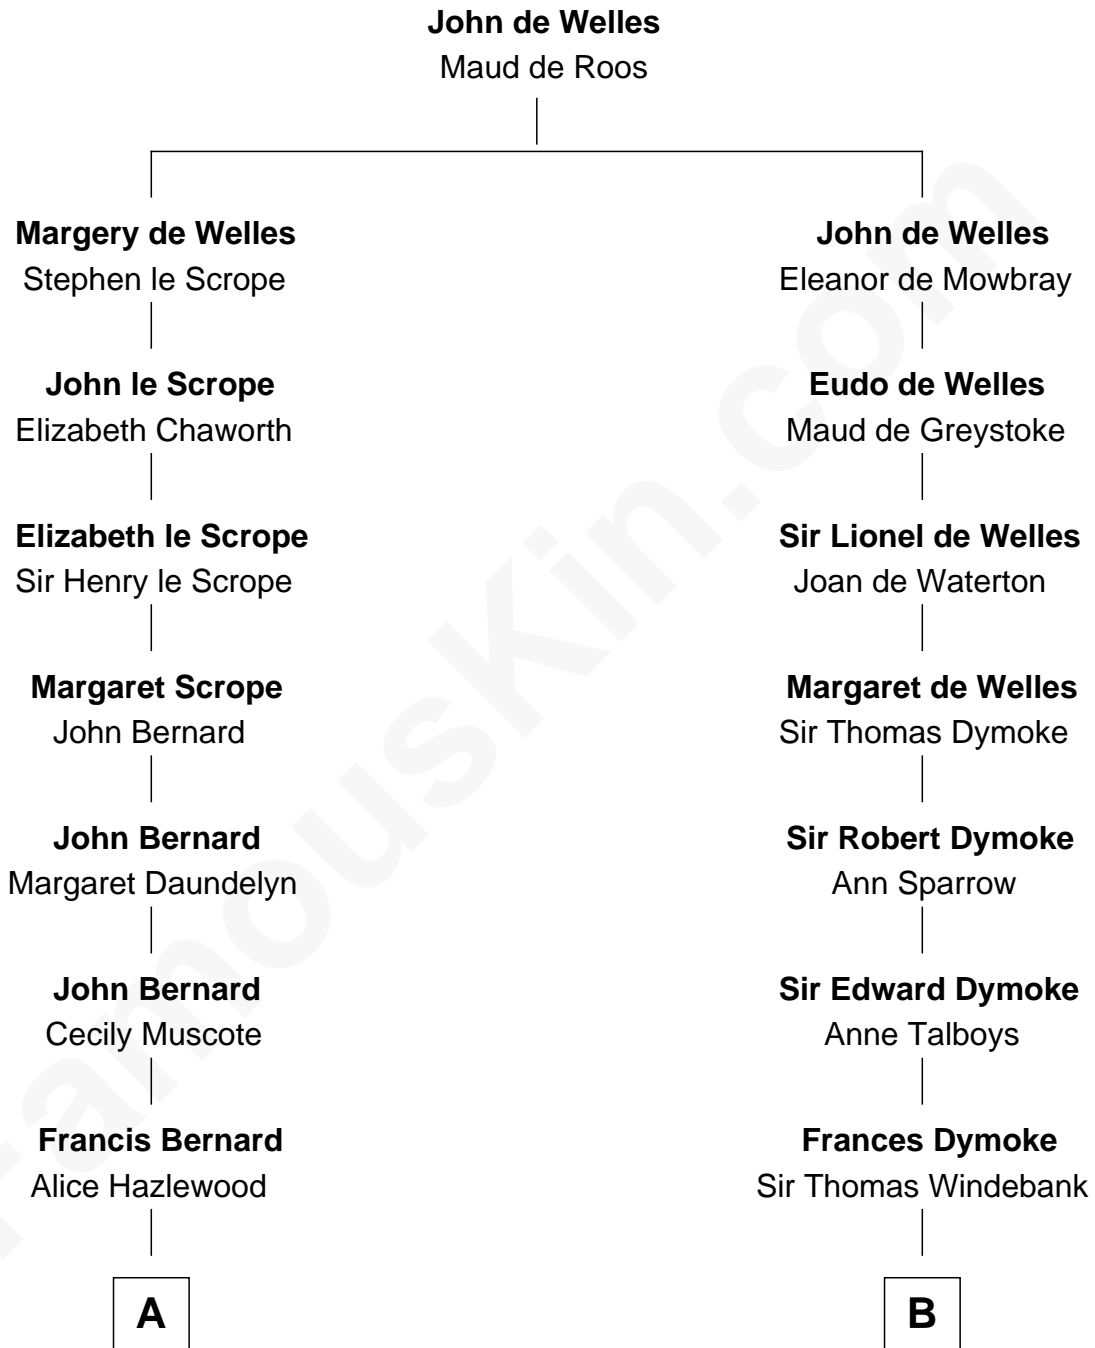 John de Welles
Maud de Roos
Margery de Welles
Stephen le Scrope
John le Scrope
Elizabeth Chaworth
Elizabeth le Scrope
Sir Henry le Scrope
Margaret Scrope
John Bernard
John Bernard
Margaret Daundelyn
John Bernard
Cecily Muscote
Francis Bernard
Alice Hazlewood
A
John de Welles
Eleanor de Mowbray
Eudo de Welles
Maud de Greystoke
Sir Lionel de Welles
Joan de Waterton
Margaret de Welles
Sir Thomas Dymoke
Sir Robert Dymoke
Ann Sparrow
Sir Edward Dymoke
Anne Talboys
Frances Dymoke
Sir Thomas Windebank
B
FamousKin.com